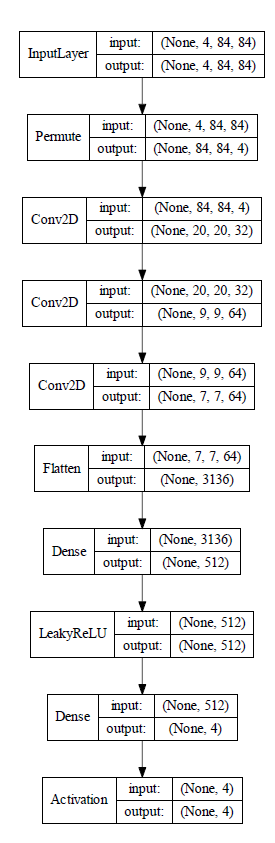 InputLayer
input: (None, 4, 84, 84)
output: (None, 4, 84, 84)
Permute
input: (None, 4, 84, 84)
output: (None, 84, 84, 4)
Conv2D
input: (None, 84, 84, 4)
output: (None, 20, 20, 32)
Conv2D
input: (None, 20, 20, 32)
output: (None, 9, 9, 64)
Conv2D
input: (None, 9, 9, 64)
output: (None, 7, 7, 64)
Flatten
input: (None, 7, 7, 64)
output: (None, 3136)
Dense
input: (None, 3136)
output: (None, 512)
LeakyReLU
input: (None, 512)
output: (None, 512)
Dense
input: (None, 512)
output: (None, 4)
Activation
input: (None, 4)
output: (None, 4)